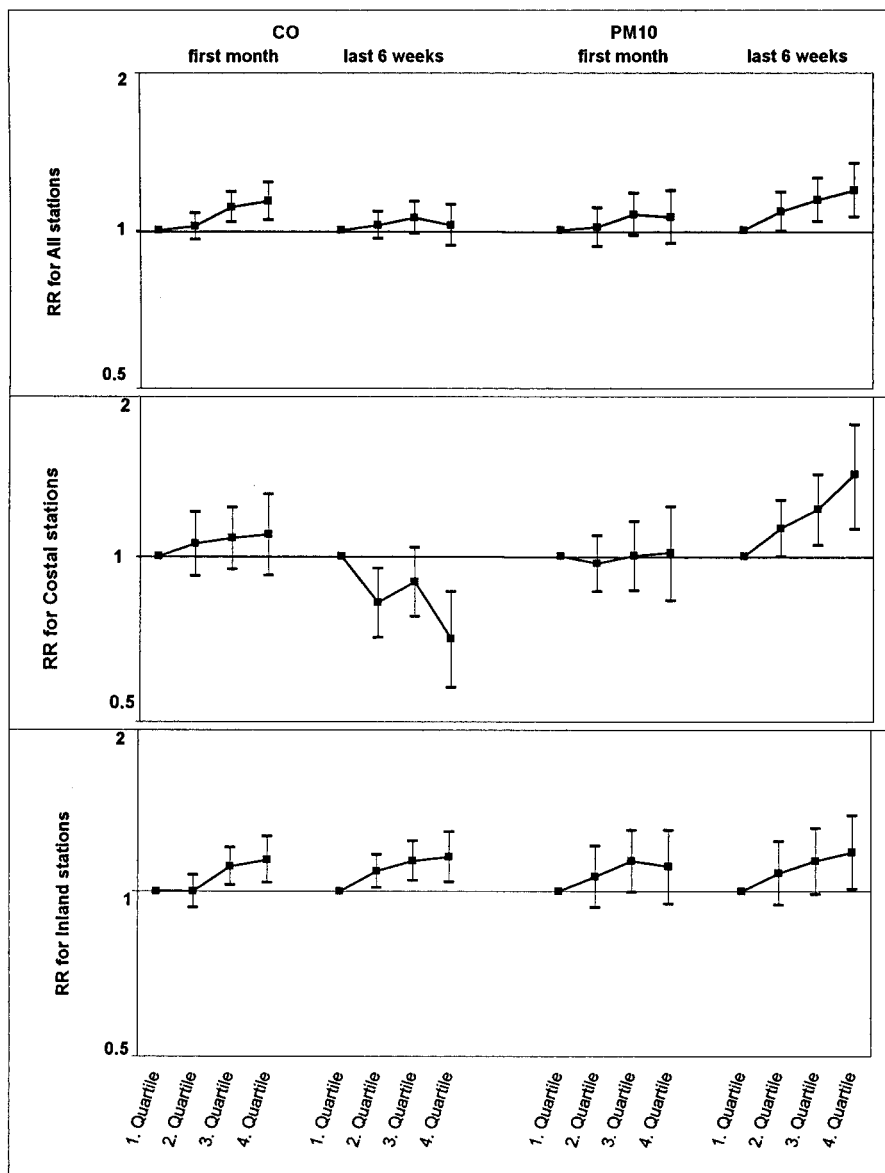 CO
PM10
first month
last 6 weeks
first month
last 6 weeks
RR for All stations
2
1
0.5
RR for Costal stations
2
1
0.5
RR for Inland stations
2
1
0.5
1. Quartile
2. Quartile
3. Quartile
4. Quartile
1. Quartile
2. Quartile
3. Quartile
4. Quartile
1. Quartile
2. Quartile
3. Quartile
4. Quartile
1. Quartile
2. Quartile
3. Quartile
4. Quartile